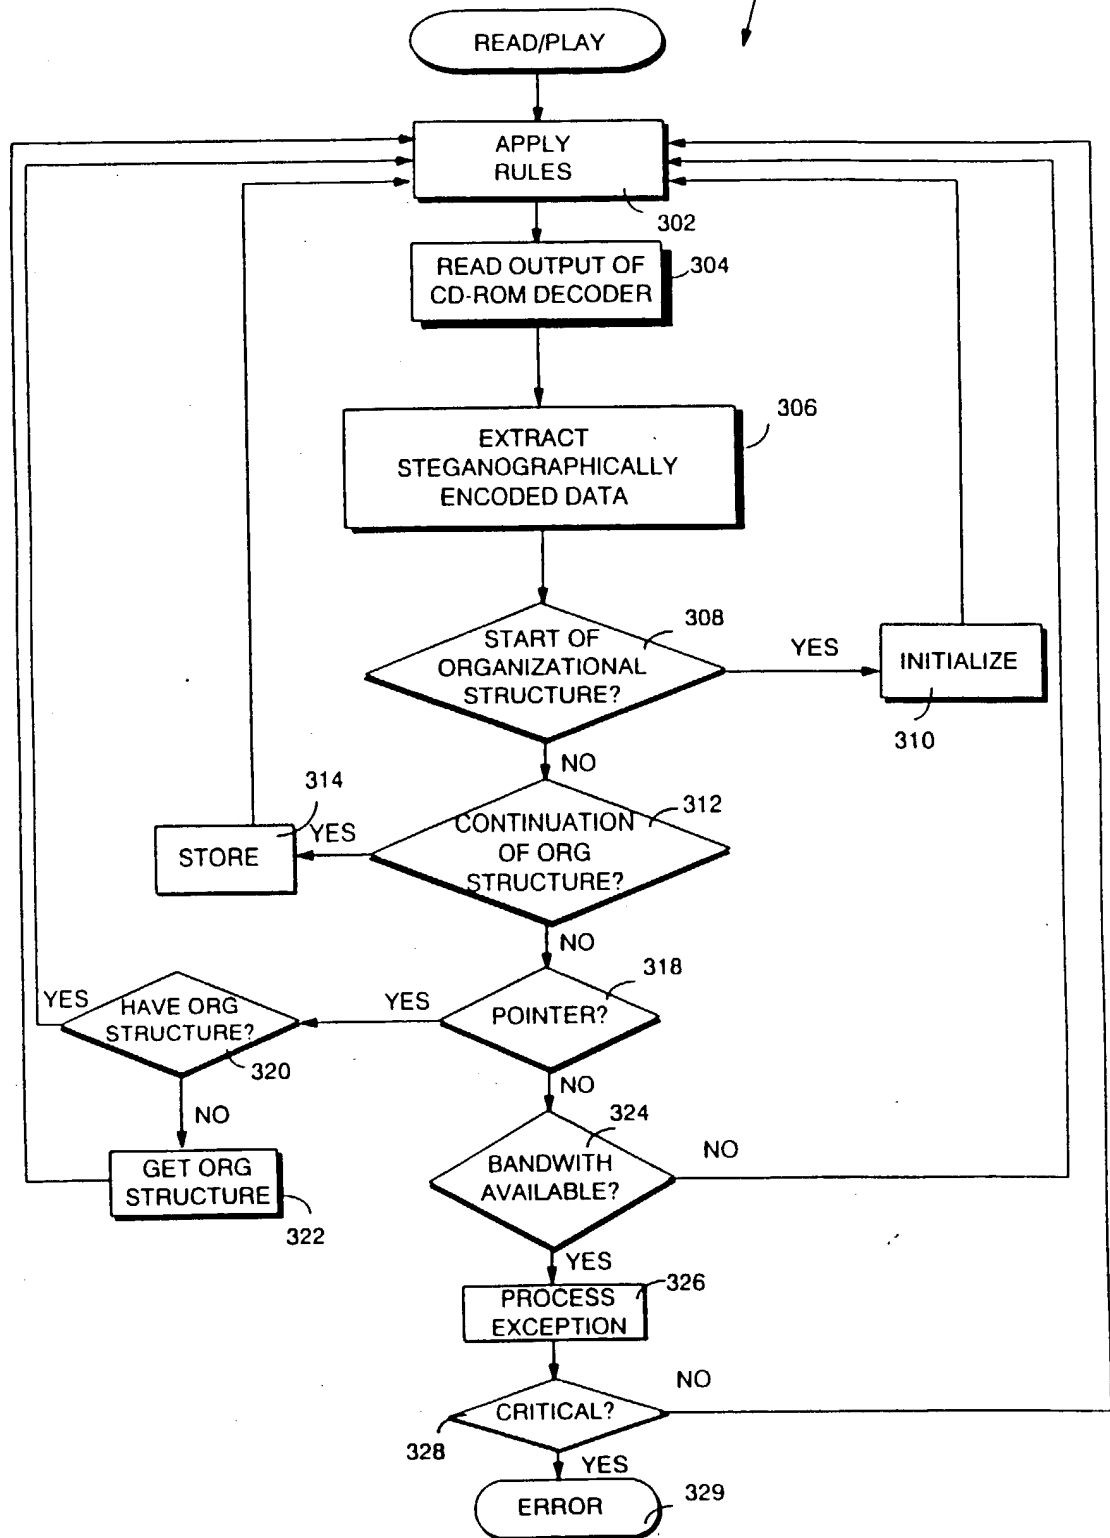 READ/PLAY
APPLY
RULES
302
READ OUTPUT OF
CD-ROM DECODER
304
EXTRACT
STEGANOGRAPHICALLY
ENCODED DATA
306
START OF
ORGANIZATIONAL
STRUCTURE?
308
YES
INITIALIZE
310
NO
CONTINUATION
OF ORG
STRUCTURE?
312
314
YES
STORE
NO
POINTER?
318
YES
HAVE ORG
STRUCTURE?
320
YES
NO
GET ORG
STRUCTURE
322
NO
BANDWITH
AVAILABLE?
324
NO
YES
PROCESS
EXCEPTION
326
CRITICAL?
328
NO
YES
ERROR
329